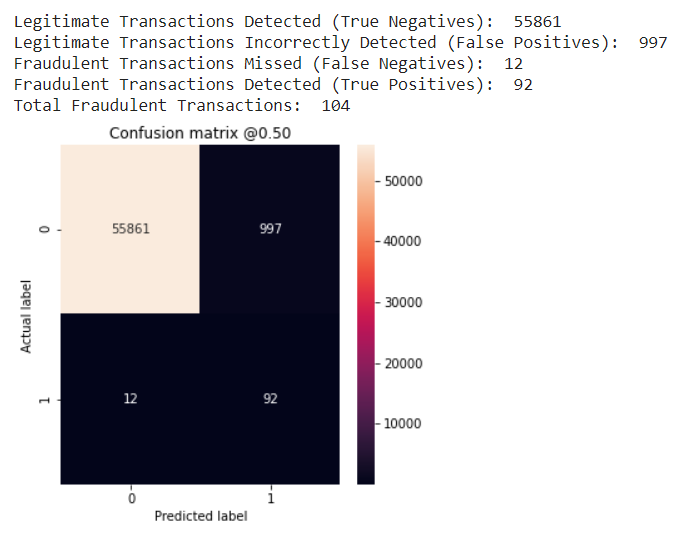 Legitimate Transactions Detected (True Negatives):  55861
Legitimate Transactions Incorrectly Detected (False Positives):  997
Fraudulent Transactions Missed (False Negatives):  12
Fraudulent Transactions Detected (True Positives):  92
Total Fraudulent Transactions:  104
Confusion matrix @0.50
Actual label
0
1
55861
997
12
92
0
1
Predicted label
50000
40000
30000
20000
10000